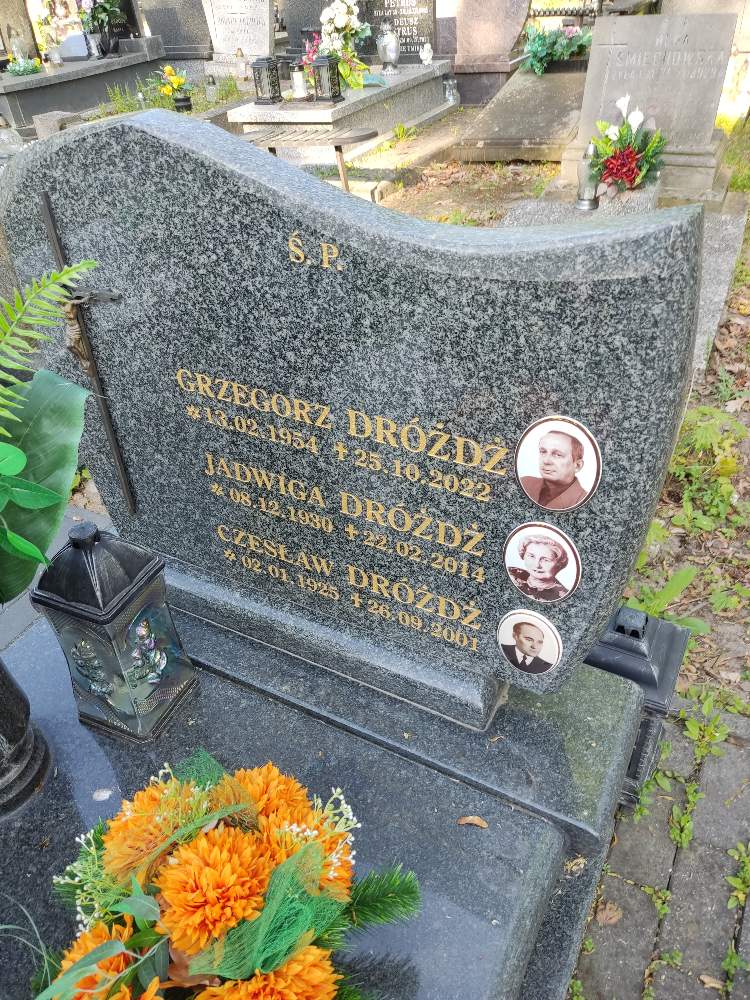 Ś.P.
GRZEGORZ DRÓŻDŻ
*13.02.1954 ✝25.10.2022
JADWIGA DRÓŻDŻ
*08.12.1930 ✝22.02.2014
CZESŁAW DRÓŻDŻ
*02.01.1925 ✝26.09.2001
DEUSZ